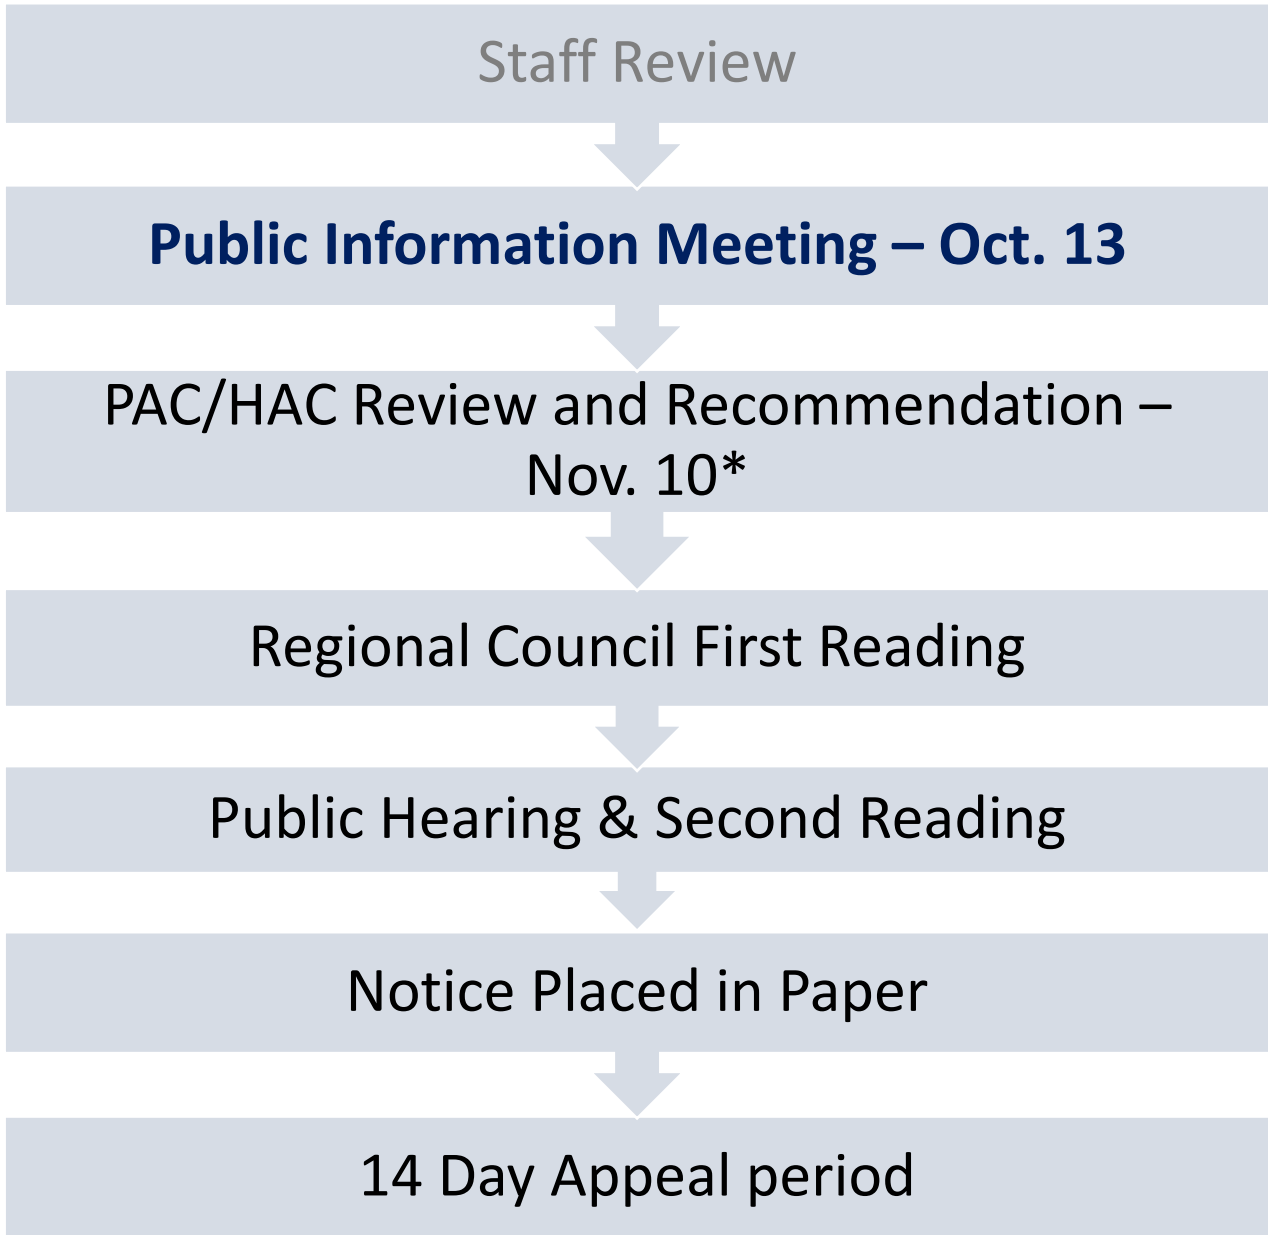 Staff Review
Public Information Meeting – Oct. 13
PAC/HAC Review and Recommendation –
Nov. 10*
Regional Council First Reading
Public Hearing & Second Reading
Notice Placed in Paper
14 Day Appeal period